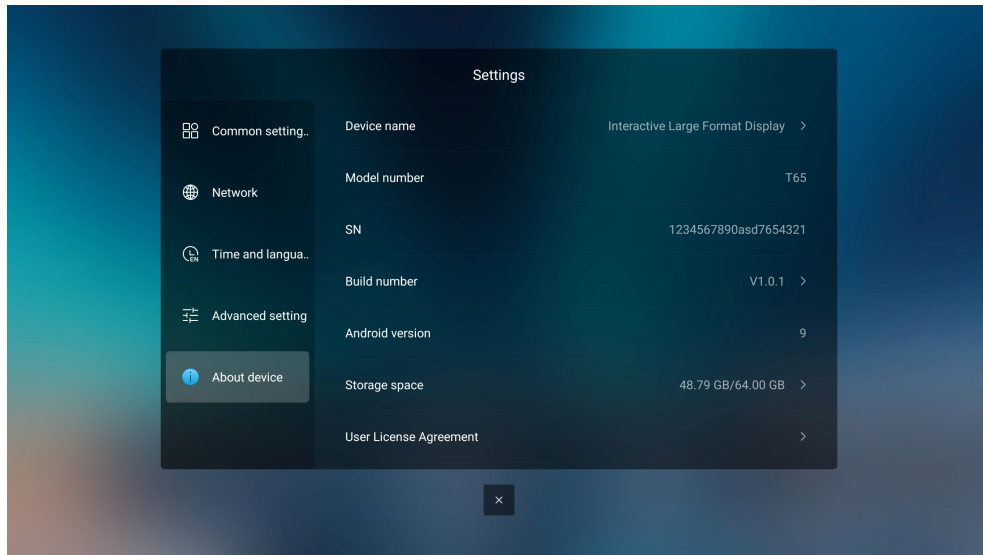 Settings
Common setting..
Network
Time and langua..
Advanced setting
About device
Device name Interactive Large Format Display
Model number T65
SN 1234567890asd7654321
Build number V1.0.1
Android version 9
Storage space 48.79 GB/64.00 GB
User License Agreement